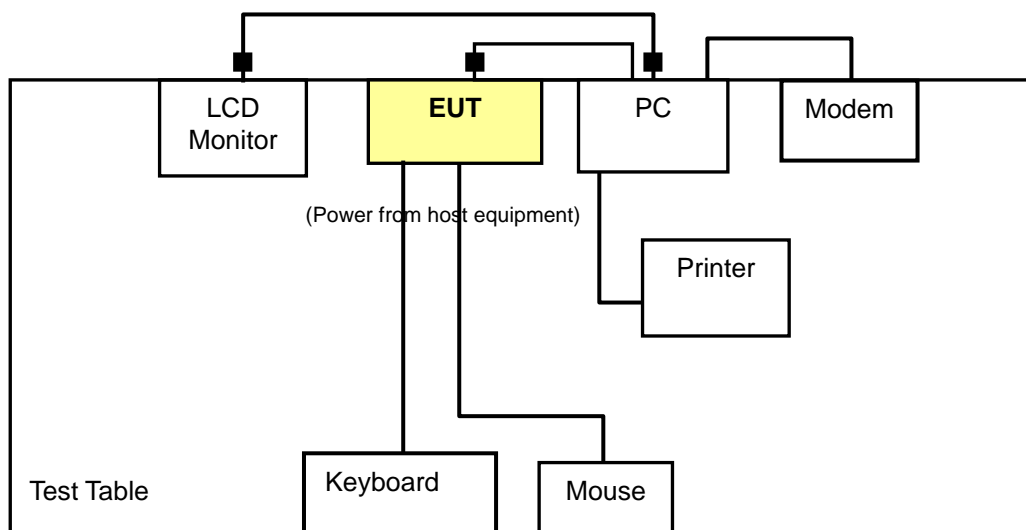 LCD
Monitor
EUT
PC
Modem
(Power from host equipment)
Printer
Test Table
Keyboard
Mouse